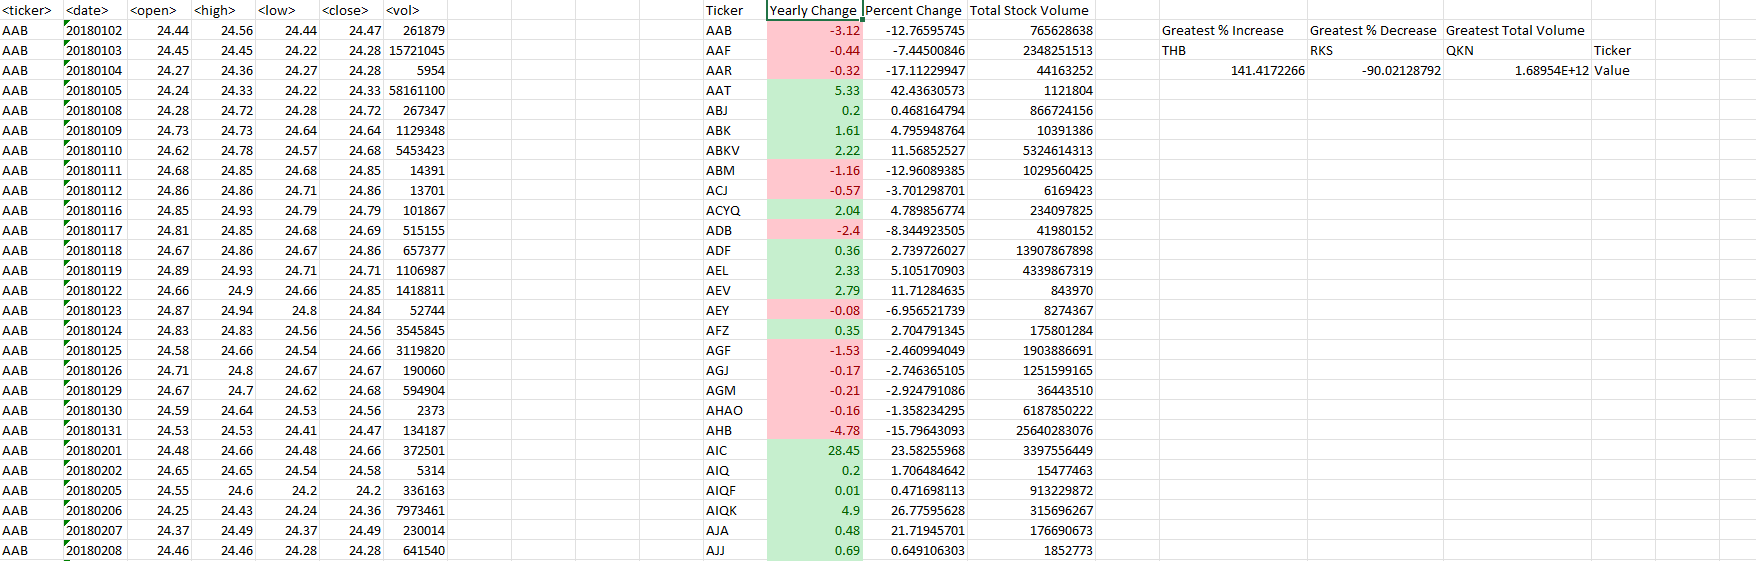 <ticker> <date> <open> <high> <low> <close> <vol> Ticker Yearly Change Percent Change Total Stock Volume
AAB 20180102 24.44 24.56 24.44 24.47 261879 AAB -3.12 -12.76595745 765628638 Greatest % Increase Greatest % Decrease Greatest Total Volume
AAB 20180103 24.45 24.45 24.22 24.28 15721045 AAF -0.44 -7.44500846 2348251513 THB RKS QKN Ticker
AAB 20180104 24.27 24.36 24.27 24.28 5954 AAR -0.32 -17.11229947 44163252 141.4172266 -90.02128792 1.68954E+12 Value
AAB 20180105 24.24 24.33 24.22 24.33 58161100 AAT 5.33 42.43630573 1121804
AAB 20180108 24.28 24.72 24.28 24.72 267347 ABJ 0.2 0.468164794 866724156
AAB 20180109 24.73 24.73 24.64 24.64 1129348 ABK 1.61 4.795948764 10391386
AAB 20180110 24.62 24.78 24.57 24.68 5453423 ABKV 2.22 11.56852527 5324614313
AAB 20180111 24.68 24.85 24.68 24.85 14391 ABM -1.16 -12.96089385 1029560425
AAB 20180112 24.86 24.86 24.71 24.86 13701 ACJ -0.57 -3.701298701 6169423
AAB 20180116 24.85 24.93 24.79 24.79 101867 ACYQ 2.04 4.789856774 234097825
AAB 20180117 24.81 24.85 24.68 24.69 515155 ADB -2.4 -8.344923505 41980152
AAB 20180118 24.67 24.86 24.67 24.86 657377 ADF 0.36 2.739726027 13907867898
AAB 20180119 24.89 24.93 24.71 24.71 1106987 AEL 2.33 5.105170903 4339867319
AAB 20180122 24.66 24.9 24.66 24.85 1418811 AEV 2.79 11.71284635 843970
AAB 20180123 24.87 24.94 24.8 24.84 52744 AEY -0.08 -6.956521739 8274367
AAB 20180124 24.83 24.83 24.56 24.56 3545845 AFZ 0.35 2.704791345 175801284
AAB 20180125 24.58 24.66 24.54 24.66 3119820 AGF -1.53 -2.460994049 1903886691
AAB 20180126 24.71 24.8 24.67 24.67 190060 AGJ -0.17 -2.746365105 1251599165
AAB 20180129 24.67 24.7 24.62 24.68 594904 AGM -0.21 -2.924791086 36443510
AAB 20180130 24.59 24.64 24.53 24.56 2373 AHAO -0.16 -1.358234295 6187850222
AAB 20180131 24.53 24.53 24.41 24.47 134187 AHB -4.78 -15.79643093 25640283076
AAB 20180201 24.48 24.66 24.48 24.66 372501 AIC 28.45 23.58255968 3397556449
AAB 20180202 24.65 24.65 24.54 24.58 5314 AIQ 0.2 1.706484642 15477463
AAB 20180205 24.55 24.6 24.2 24.2 336163 AIQF 0.01 0.471698113 913229872
AAB 20180206 24.25 24.43 24.24 24.36 7973461 AIQK 4.9 26.77595628 315696267
AAB 20180207 24.37 24.49 24.37 24.49 230014 AJA 0.48 21.71945701 176690673
AAB 20180208 24.46 24.46 24.28 24.28 641540 AJJ 0.69 0.649106303 1852773